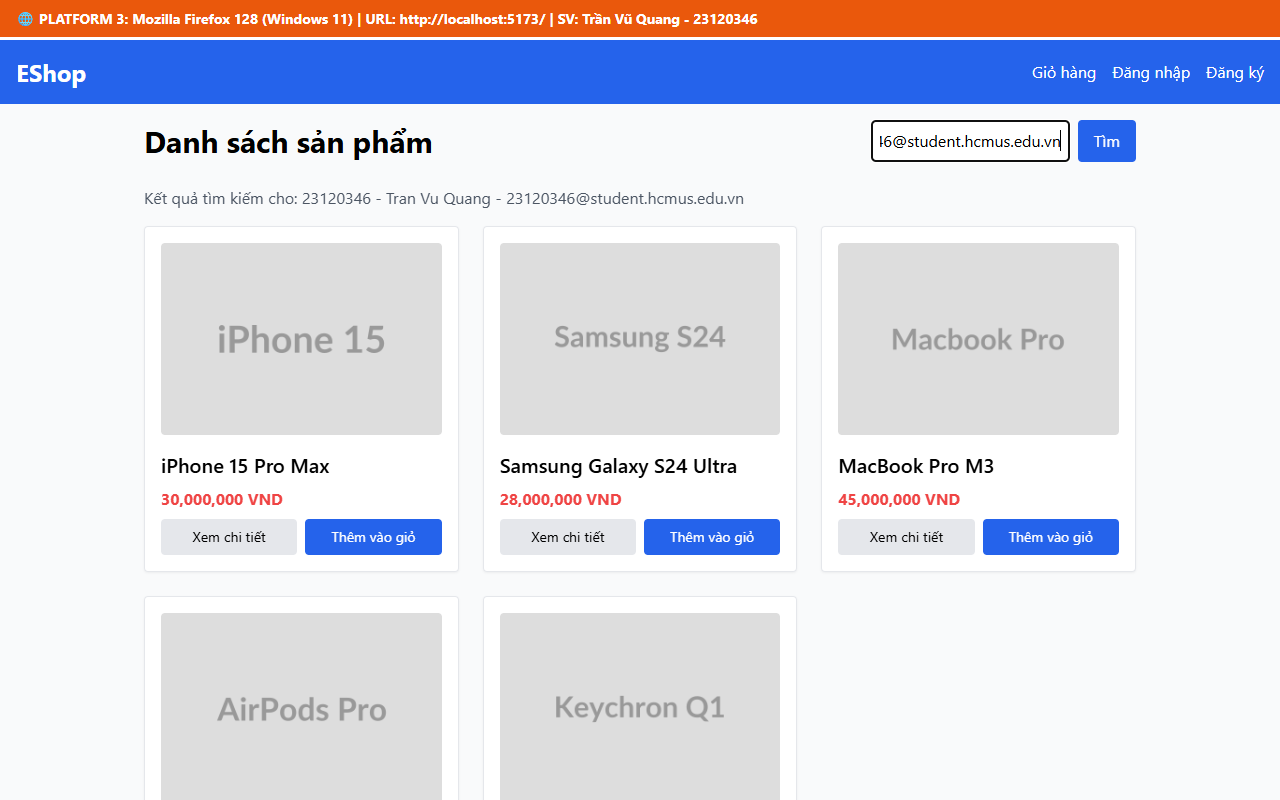 🌐 PLATFORM 3: Mozilla Firefox 128 (Windows 11) | URL: http://localhost:5173/ | SV: Trần Vũ Quang - 23120346
EShop
Giỏ hàng Đăng nhập Đăng ký
Danh sách sản phẩm
46@student.hcmus.edu.vn Tìm
Kết quả tìm kiếm cho: 23120346 - Tran Vu Quang - 23120346@student.hcmus.edu.vn
iPhone 15
Samsung S24
Macbook Pro
iPhone 15 Pro Max
Samsung Galaxy S24 Ultra
MacBook Pro M3
30,000,000 VND
28,000,000 VND
45,000,000 VND
Xem chi tiết Thêm vào giỏ
Xem chi tiết Thêm vào giỏ
Xem chi tiết Thêm vào giỏ
AirPods Pro
Keychron Q1